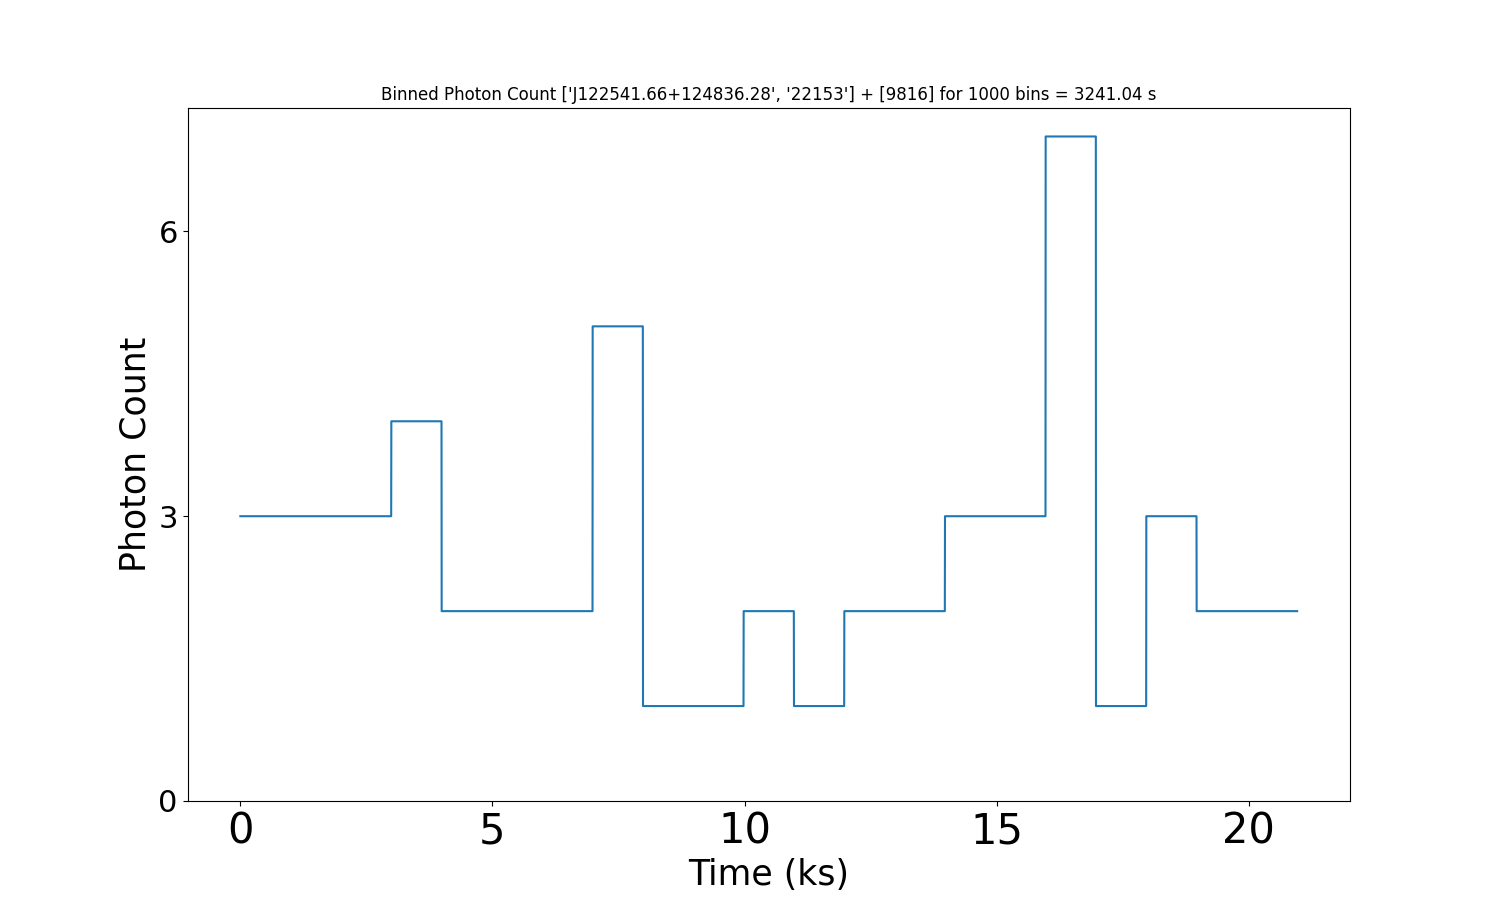 Binned Photon Count ['J122541.66+124836.28', '22153'] + [9816] for 1000 bins = 3241.04 s
6
3
0
Photon Count
0 5 10 15 20
Time (ks)